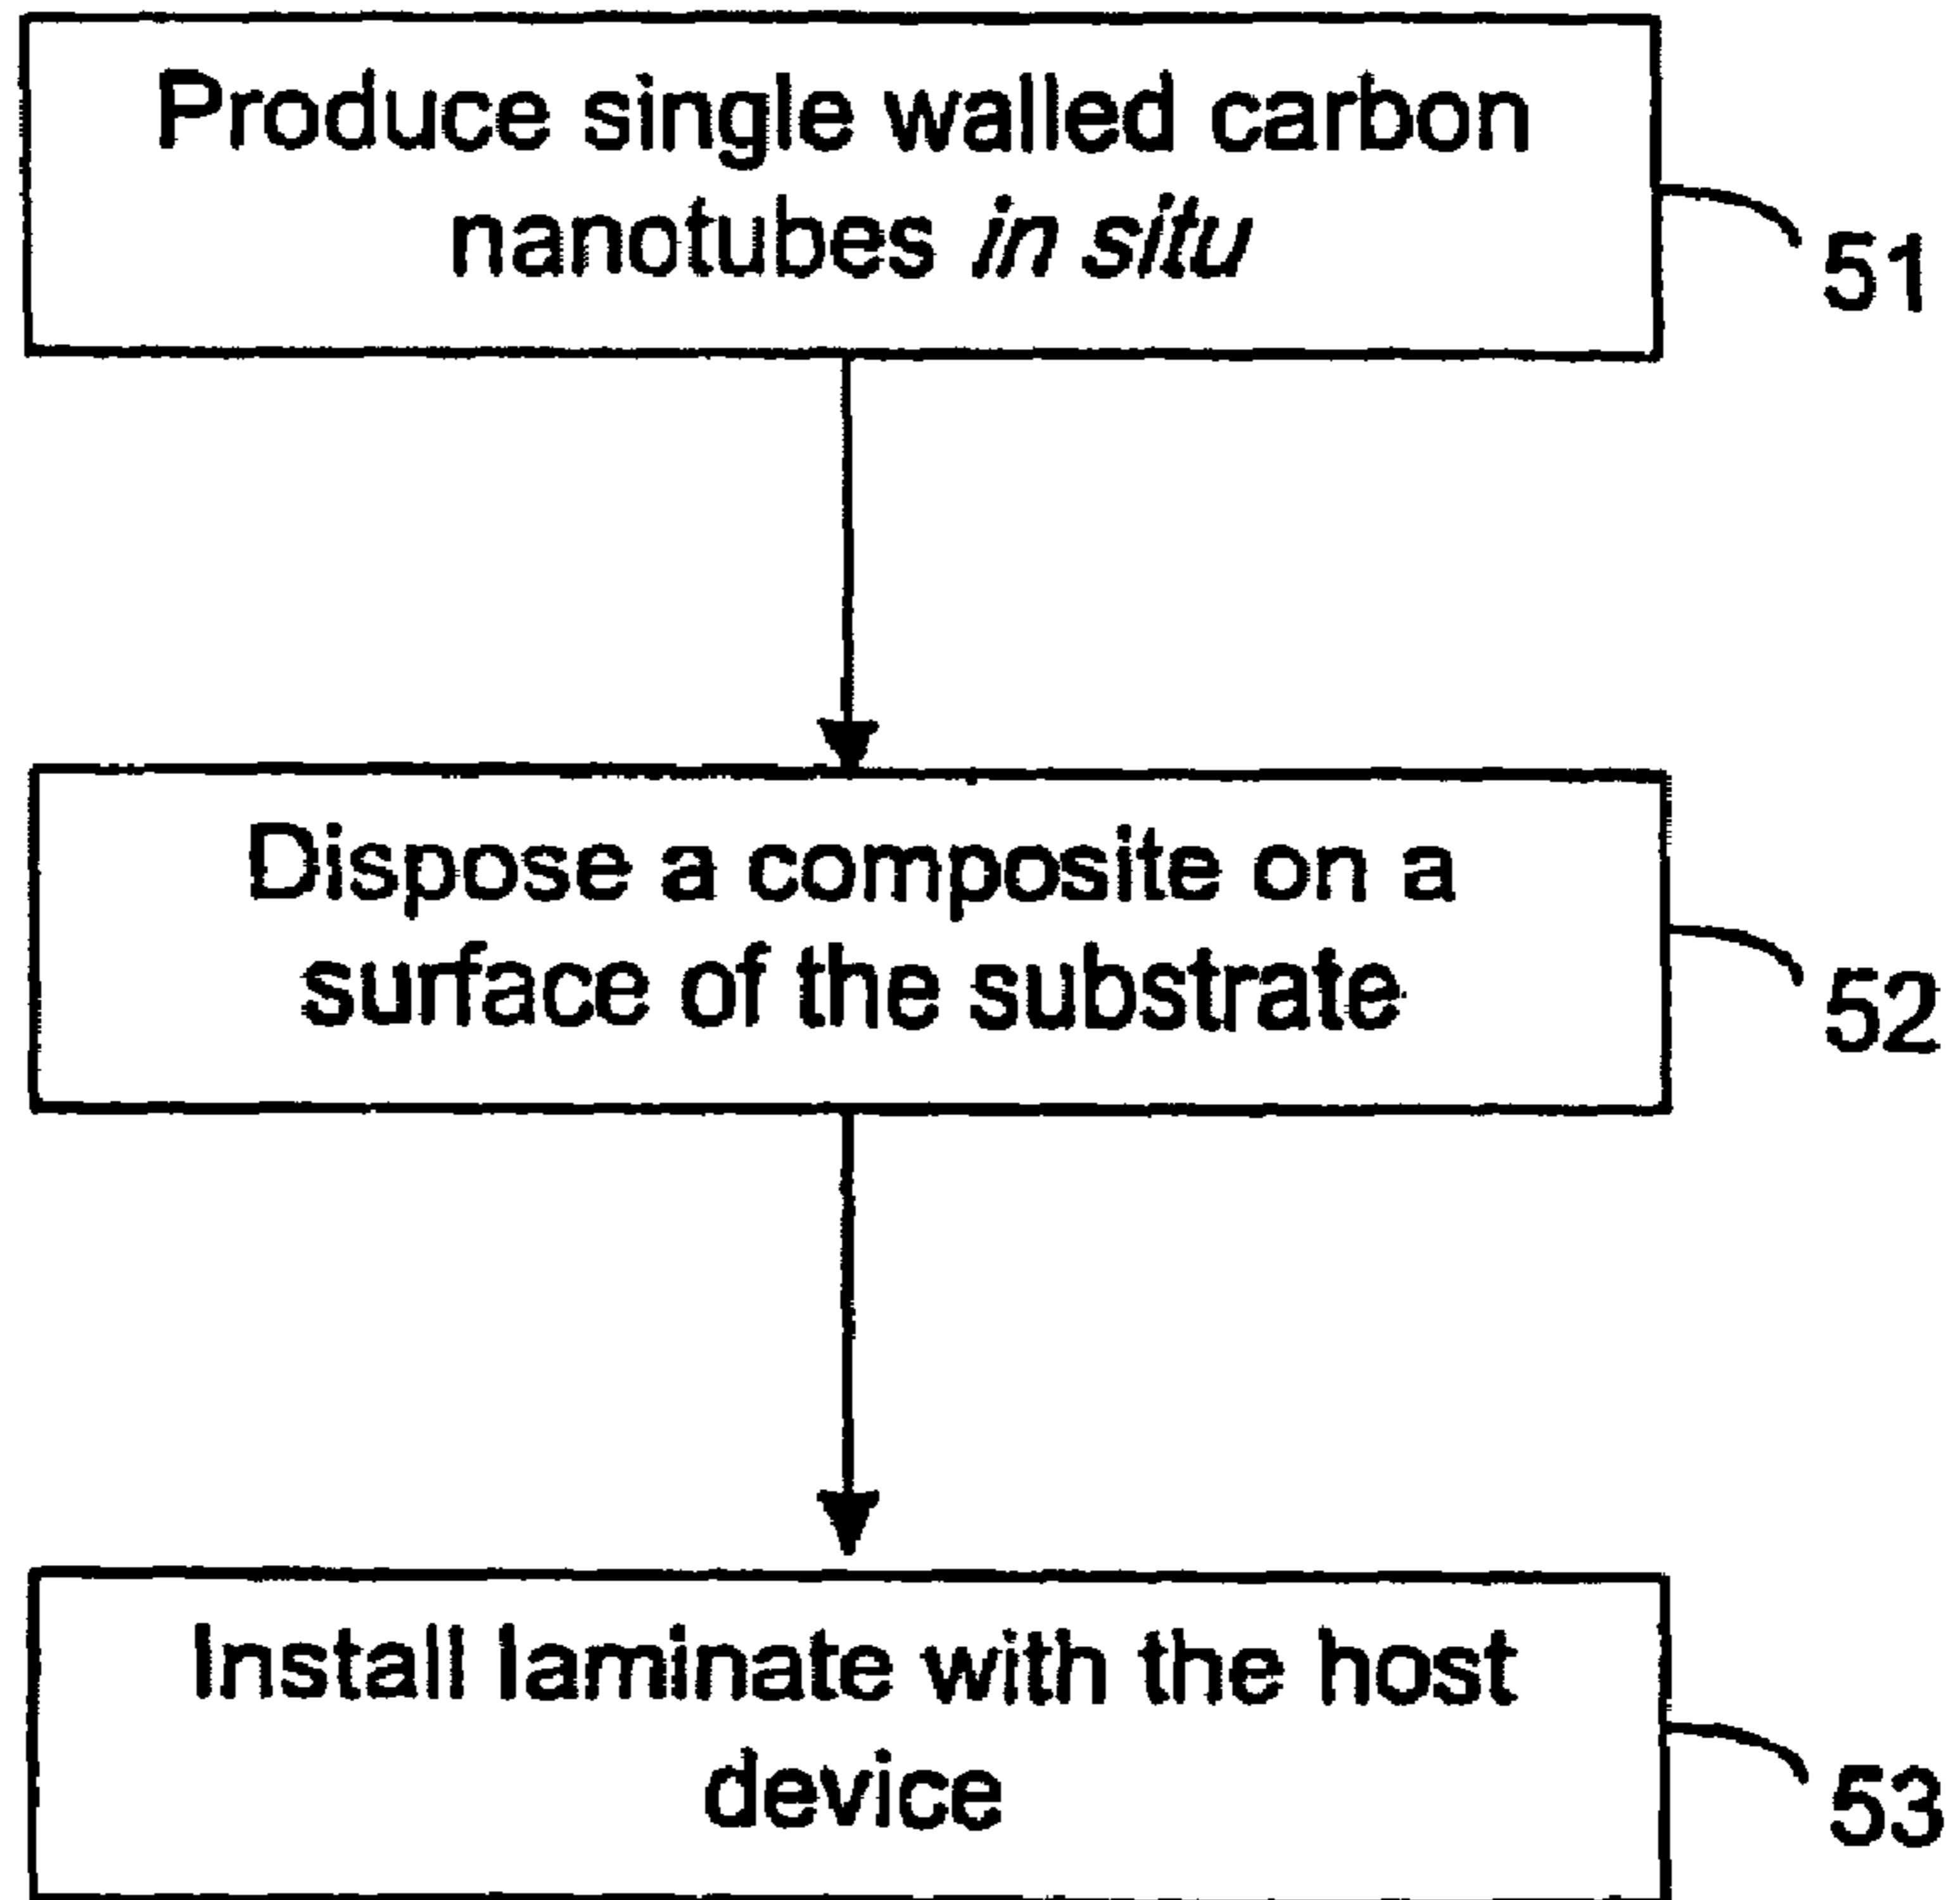 Produce single walled carbon
nanotubes in situ
51
Dispose a composite on a
surface of the substrate
52
Install laminate with the host
device
53